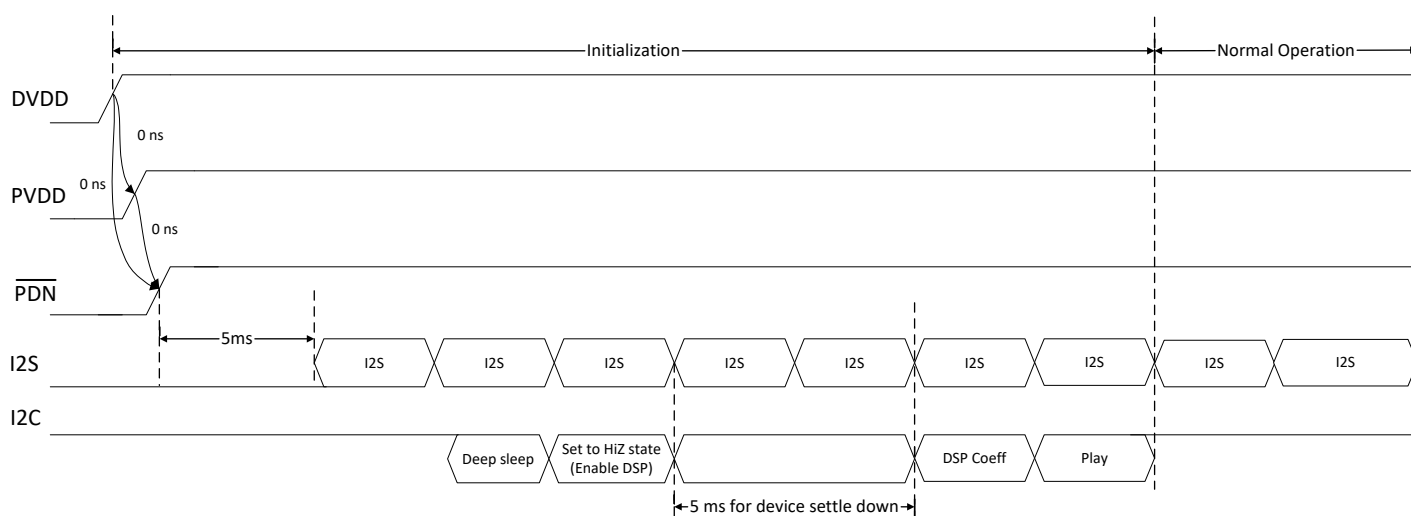 Initialization
Normal Operation
DVDD
0 ns
PVDD
0 ns
0 ns
PDN
5ms
I2S
I2S
I2S
I2S
I2S
I2S
I2S
I2S
I2S
I2S
I2C
Deep sleep
Set to HiZ state
(Enable DSP)
DSP Coeff
Play
5 ms for device settle down